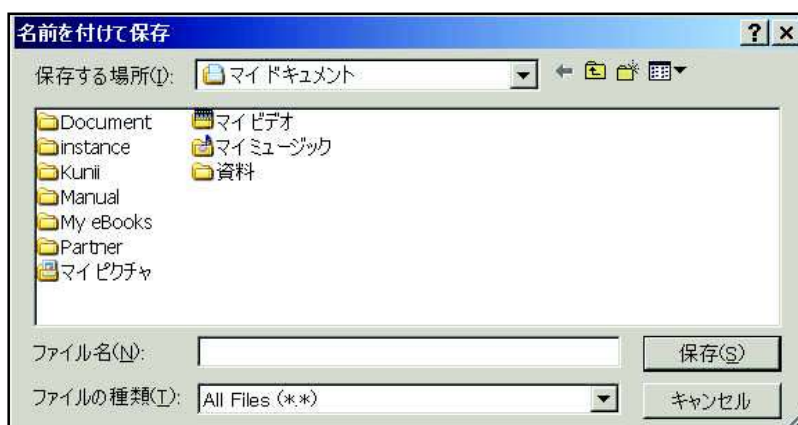 名前を付けて保存
保存する場所(I): マイ ドキュメント
Document
instance
Kunii
Manual
My eBooks
Partner
マイ ピクチャ
マイ ビデオ
マイ ミュージック
資料
ファイル名(N): 保存(S)
ファイルの種類(T): All Files (*.*) キャンセル